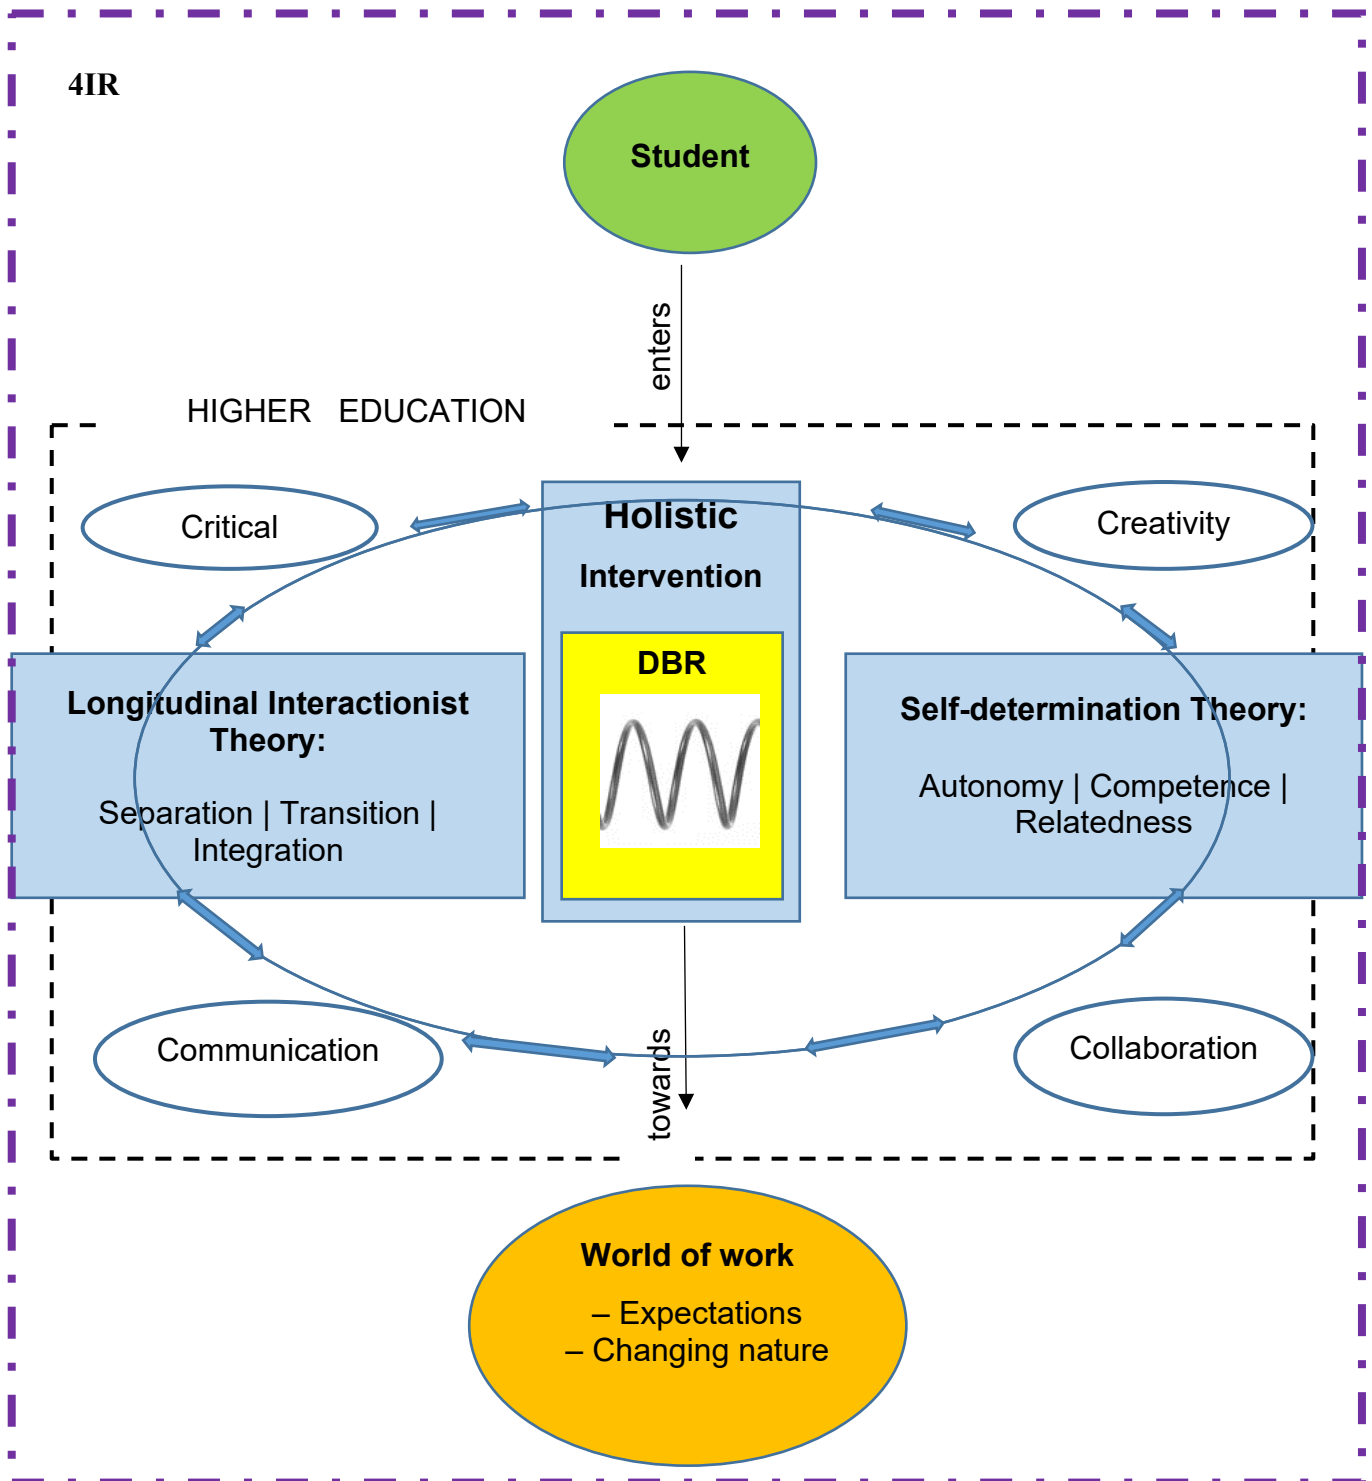 4IR
Student
enters
HIGHER EDUCATION
Critical
Holistic
Intervention
Creativity
DBR
Longitudinal Interactionist
Theory:
Separation | Transition |
Integration
Self-determination Theory:
Autonomy | Competence |
Relatedness
Communication
towards
Collaboration
World of work
– Expectations
– Changing nature